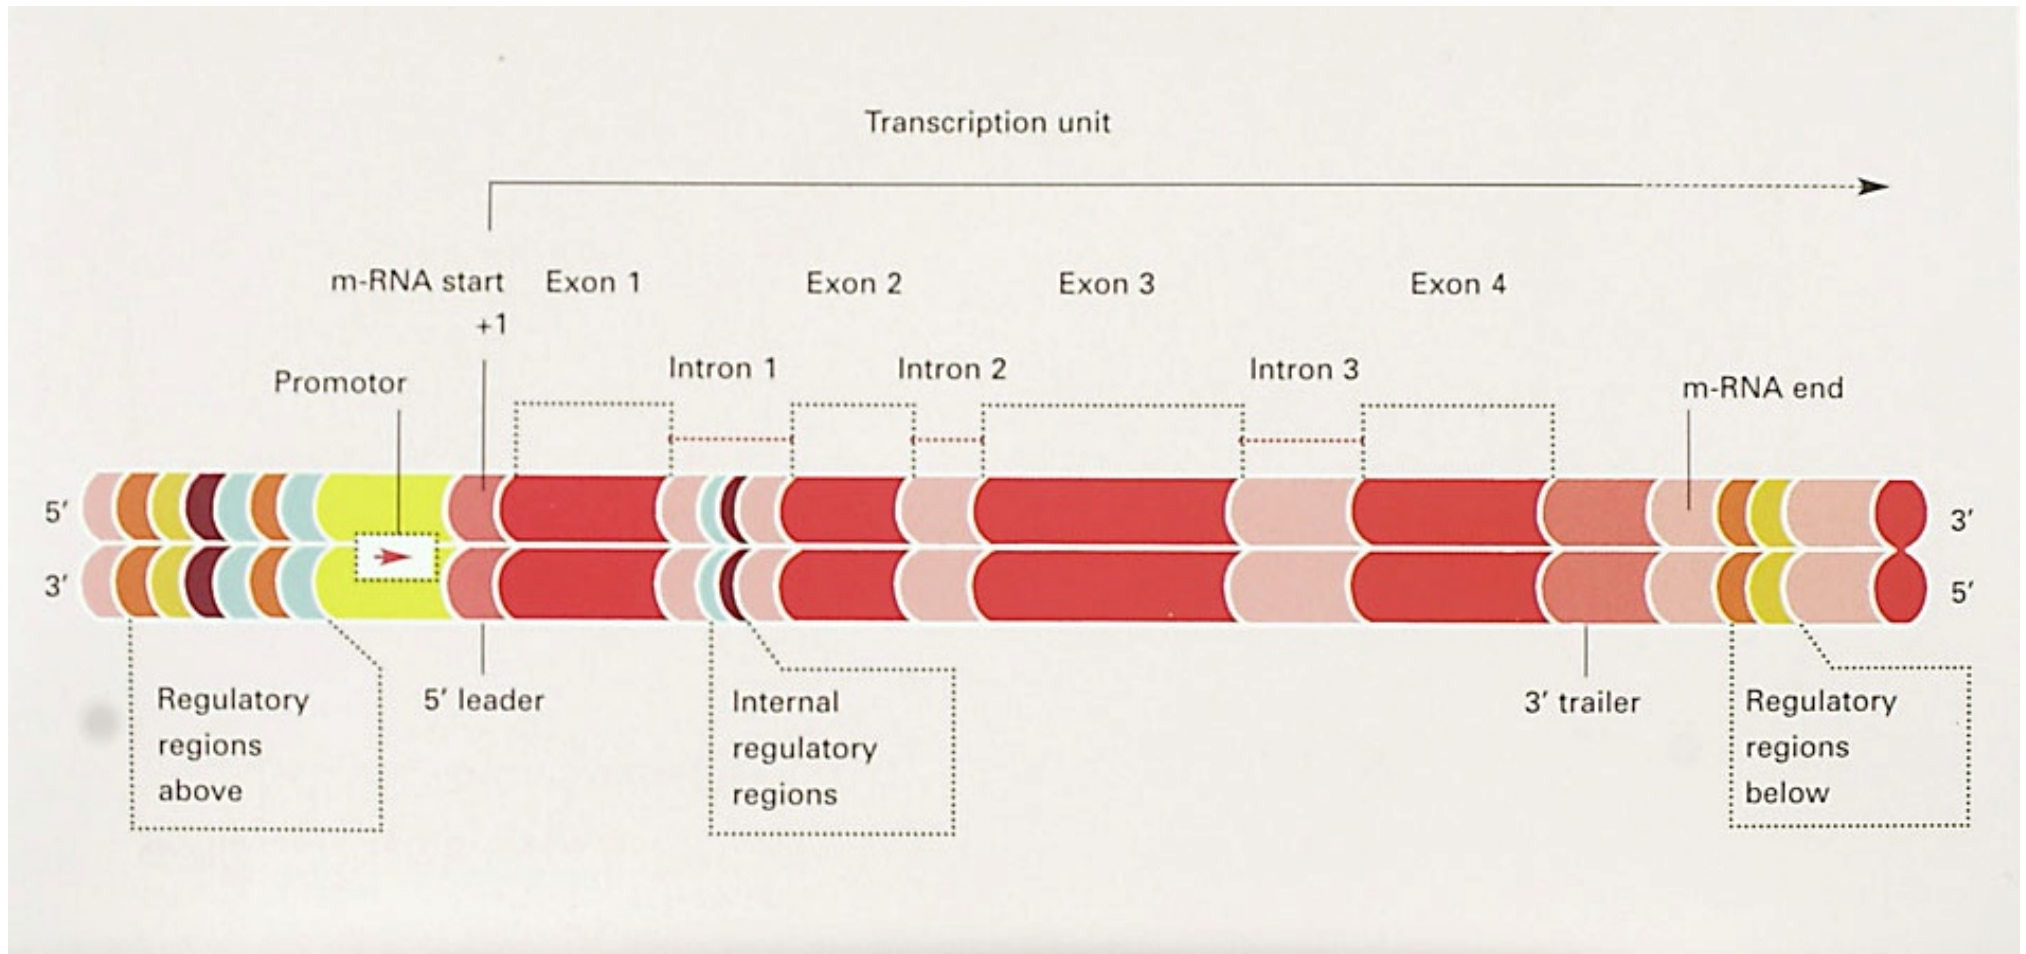 Transcription unit
m-RNA start
Exon 1
Exon 2
Exon 3
Exon 4
+1
Promotor
Intron 1
Intron 2
Intron 3
m-RNA end
5′
3′
3′
5′
Regulatory
regions
above
5′ leader
Internal
regulatory
regions
3′ trailer
Regulatory
regions
below